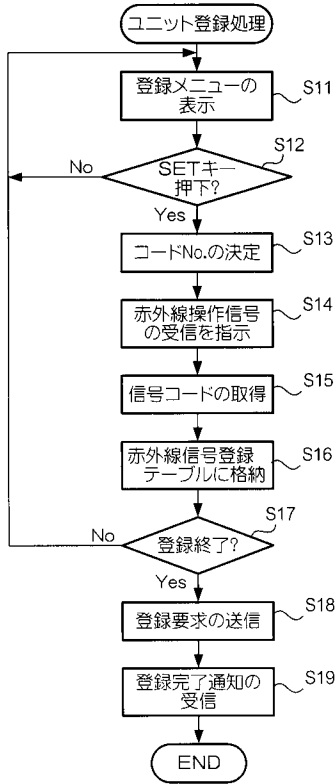 ユニット登録処理
登録メニューの
表示
S11
S12
No
SETキー
押下?
Yes
S13
コードNo.の決定
S14
赤外線操作信号
の受信を指示
S15
信号コードの取得
S16
赤外線信号登録
テーブルに格納
S17
No
登録終了?
Yes
S18
登録要求の送信
S19
登録完了通知の
受信
END